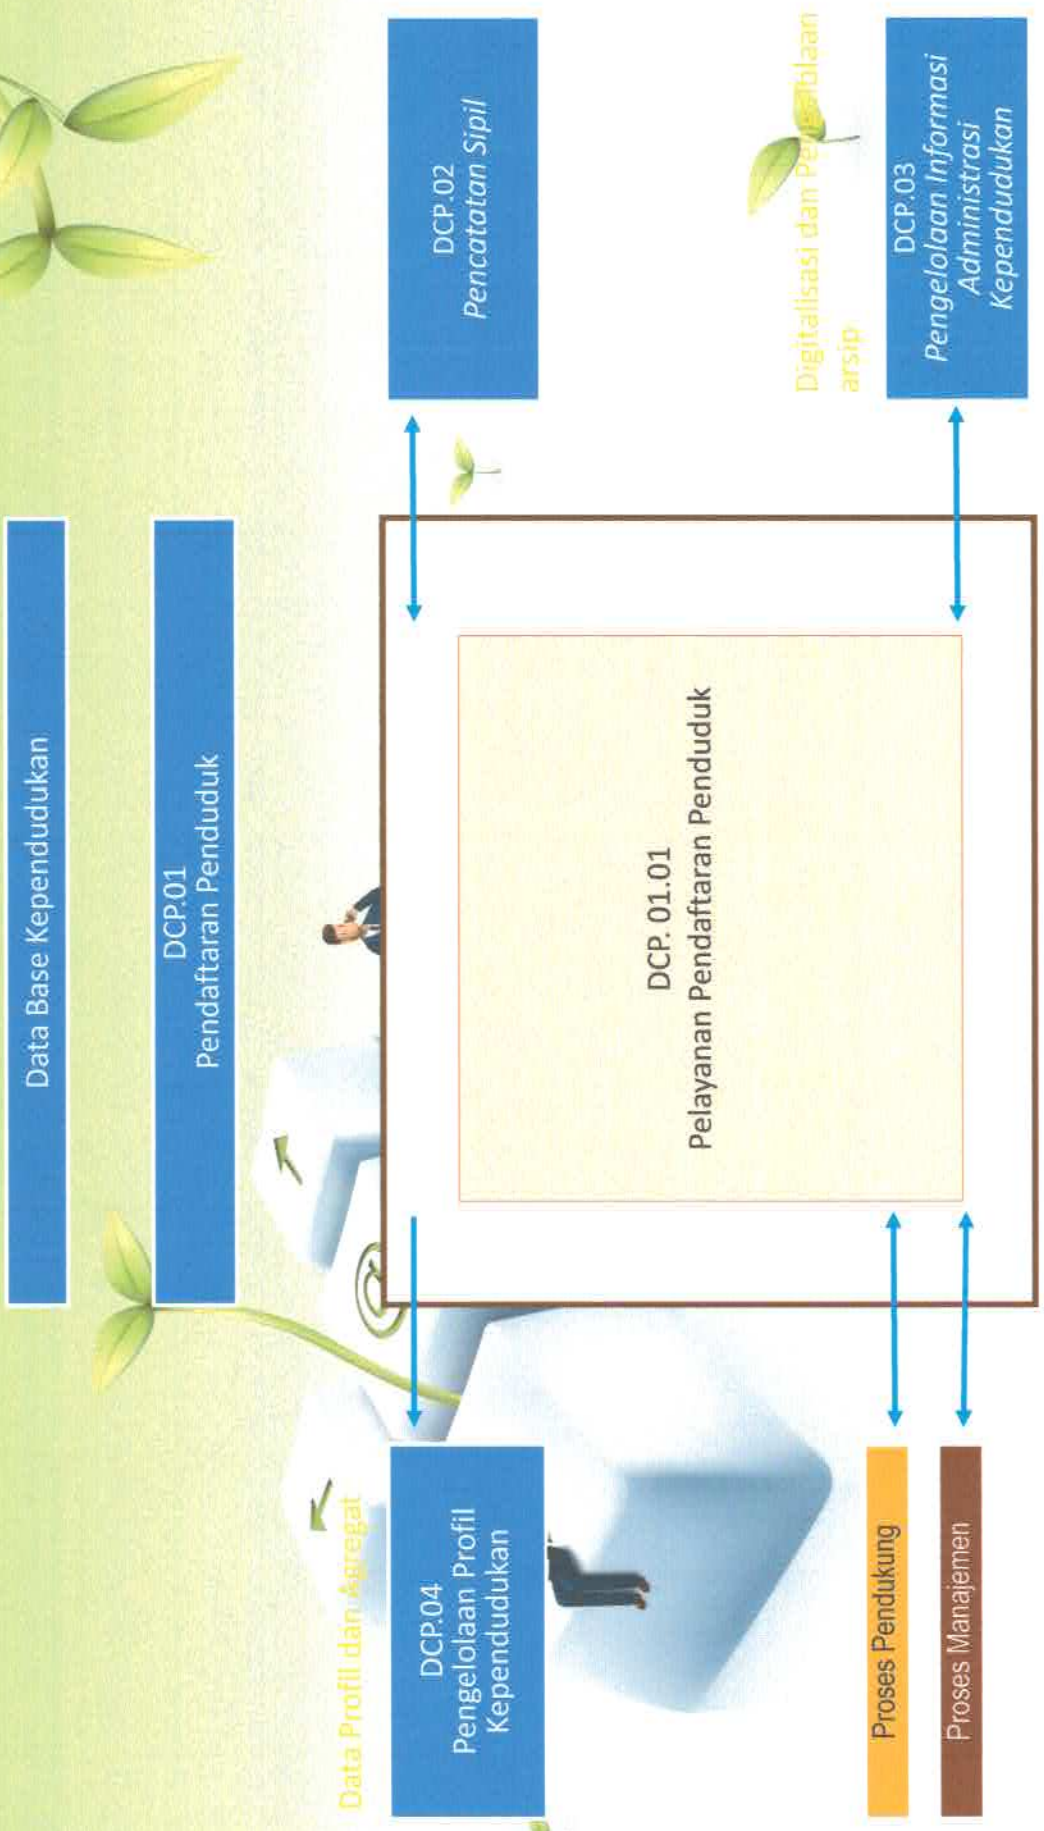 Data Base Kependudukan
DCP.01
Pendaftaran Penduduk
Data Profil dan Agregat
DCP.04
Pengelolaan Profil
Kependudukan
DCP.02
Pencatatan Sipil
DCP. 01.01
Pelayanan Pendaftaran Penduduk
Digitalisasi dan Pengelolaan
arsip
DCP.03
Pengelolaan Informasi
Administrasi
Kependudukan
Proses Pendukung
Proses Manajemen